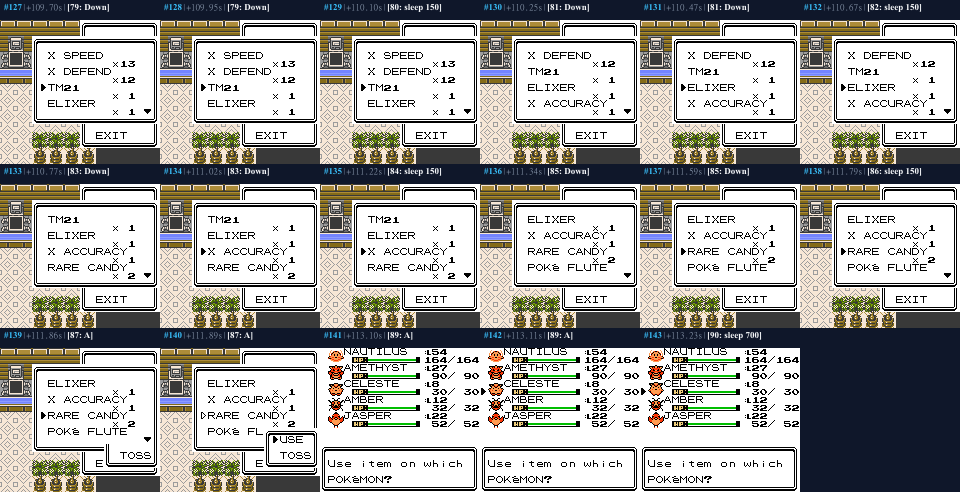 #127|+109.70s|[79: Down]
X SPEED
×13
X DEFEND
×12
▶TM21
× 1
ELIXER
× 1
EXIT
#128|+109.95s|[79: Down]
X SPEED
×13
X DEFEND
×12
▶TM21
× 1
ELIXER
× 1
EXIT
#129|+110.10s|[80: sleep 150]
X SPEED
×13
X DEFEND
×12
▶TM21
× 1
ELIXER
× 1
EXIT
#130|+110.25s|[81: Down]
X DEFEND
×12
TM21
× 1
ELIXER
× 1
X ACCURACY
× 1
EXIT
#131|+110.47s|[81: Down]
X DEFEND
×12
TM21
× 1
▶ELIXER
× 1
X ACCURACY
× 1
EXIT
#132|+110.67s|[82: sleep 150]
X DEFEND
×12
TM21
× 1
▶ELIXER
× 1
X ACCURACY
× 1
EXIT
#133|+110.77s|[83: Down]
TM21
× 1
ELIXER
× 1
X ACCURACY
× 1
RARE CANDY
× 2
EXIT
#134|+111.02s|[83: Down]
TM21
× 1
ELIXER
× 1
▶X ACCURACY
× 1
RARE CANDY
× 2
EXIT
#135|+111.22s|[84: sleep 150]
TM21
× 1
ELIXER
× 1
▶X ACCURACY
× 1
RARE CANDY
× 2
EXIT
#136|+111.34s|[85: Down]
ELIXER
× 1
X ACCURACY
× 1
RARE CANDY
× 2
POKé FLUTE
EXIT
#137|+111.59s|[85: Down]
ELIXER
× 1
X ACCURACY
× 1
▶RARE CANDY
× 2
POKé FLUTE
EXIT
#138|+111.79s|[86: sleep 150]
ELIXER
× 1
X ACCURACY
× 1
▶RARE CANDY
× 2
POKé FLUTE
EXIT
#139|+111.86s|[87: A]
ELIXER
× 1
X ACCURACY
× 1
▶RARE CANDY
× 2
POKé FLUTE
TOSS
E
#140|+111.89s|[87: A]
ELIXER
× 1
X ACCURACY
× 1
▷RARE CANDY
× 2
POKé FL
▶USE
TOSS
E
#141|+113.10s|[89: A]
NAUTILUS :L54
HP: 164/164
AMETHYST :L27
HP: 90/ 90
CELESTE :L8
HP: 30/ 30
AMBER :L12
HP: 32/ 32
JASPER :L22
HP: 52/ 52
Use item on which
POKéMON?
#142|+113.11s|[89: A]
NAUTILUS :L54
HP: 164/164
AMETHYST :L27
HP: 90/ 90
▶CELESTE :L8
HP: 30/ 30
AMBER :L12
HP: 32/ 32
JASPER :L22
HP: 52/ 52
Use item on which
POKéMON?
#143|+113.23s|[90: sleep 700]
NAUTILUS :L54
HP: 164/164
AMETHYST :L27
HP: 90/ 90
▶CELESTE :L8
HP: 30/ 30
AMBER :L12
HP: 32/ 32
JASPER :L22
HP: 52/ 52
Use item on which
POKéMON?